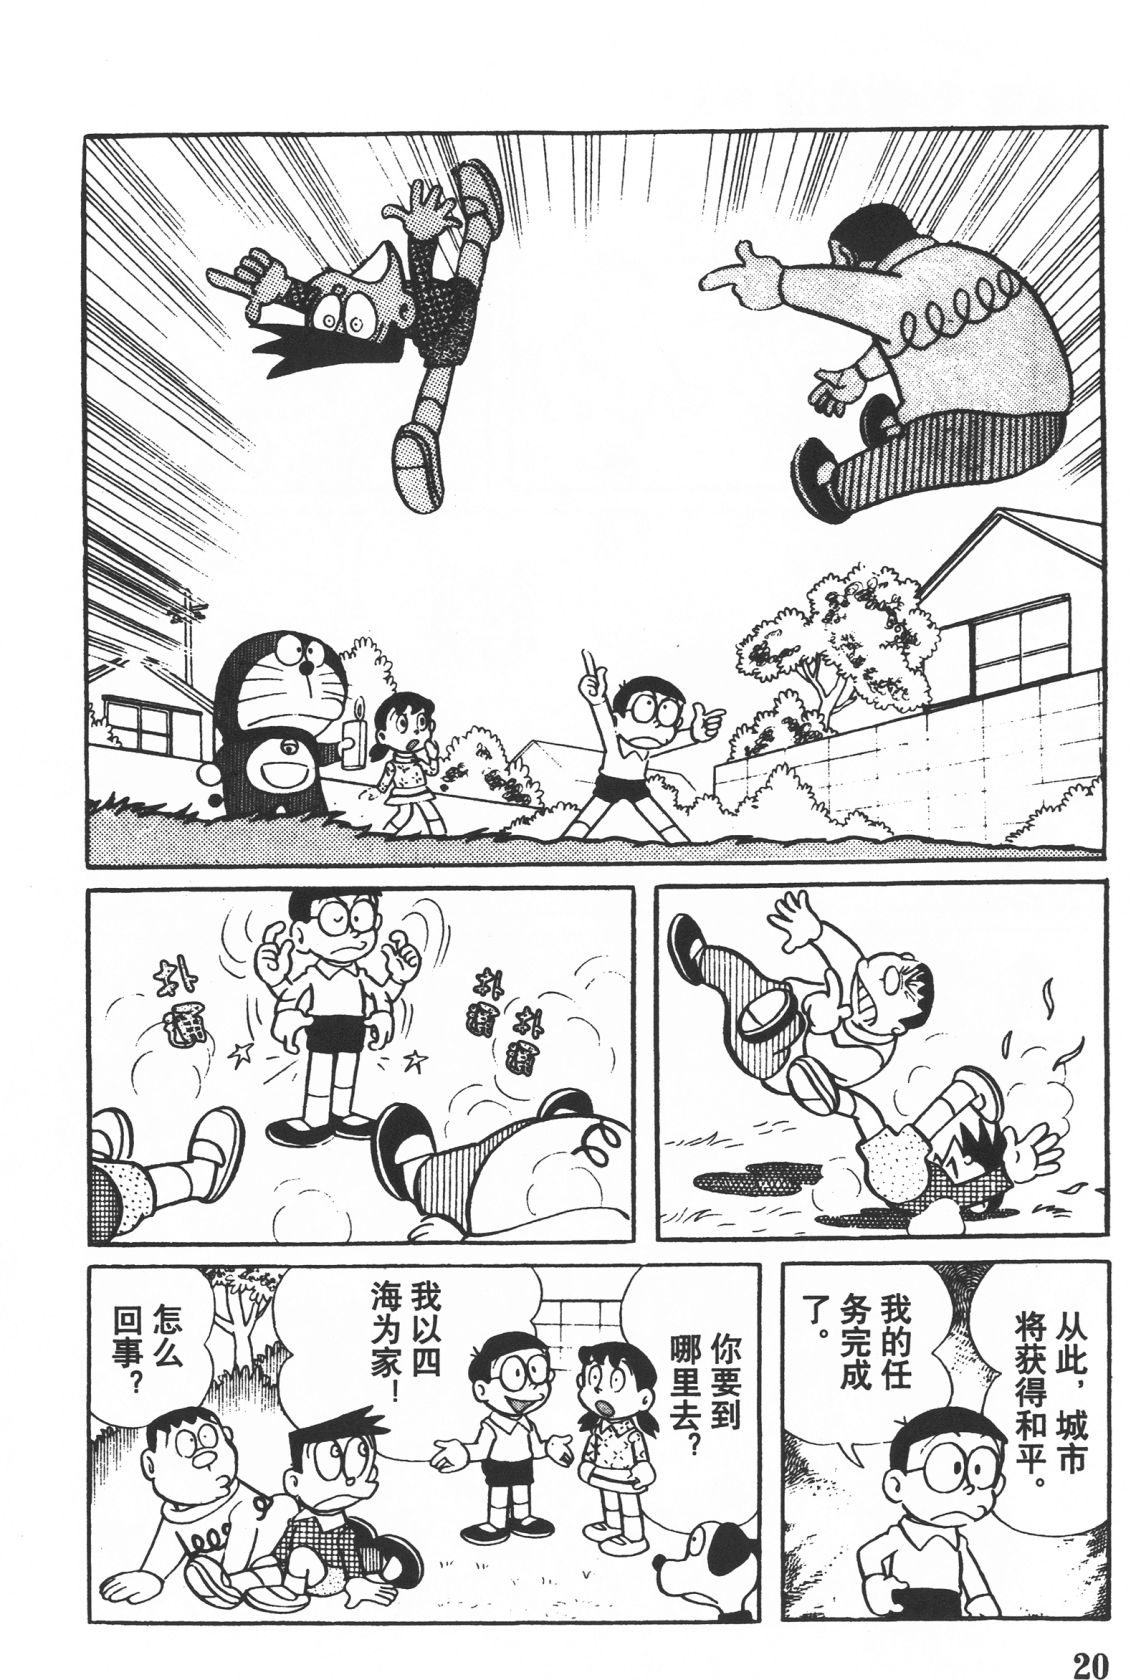 扑通
扑通
扑通
从此，城市
将获得和平。
我的任
务完成
了。
你要到
哪里去？
我以四
海为家！
怎么
回事？
20